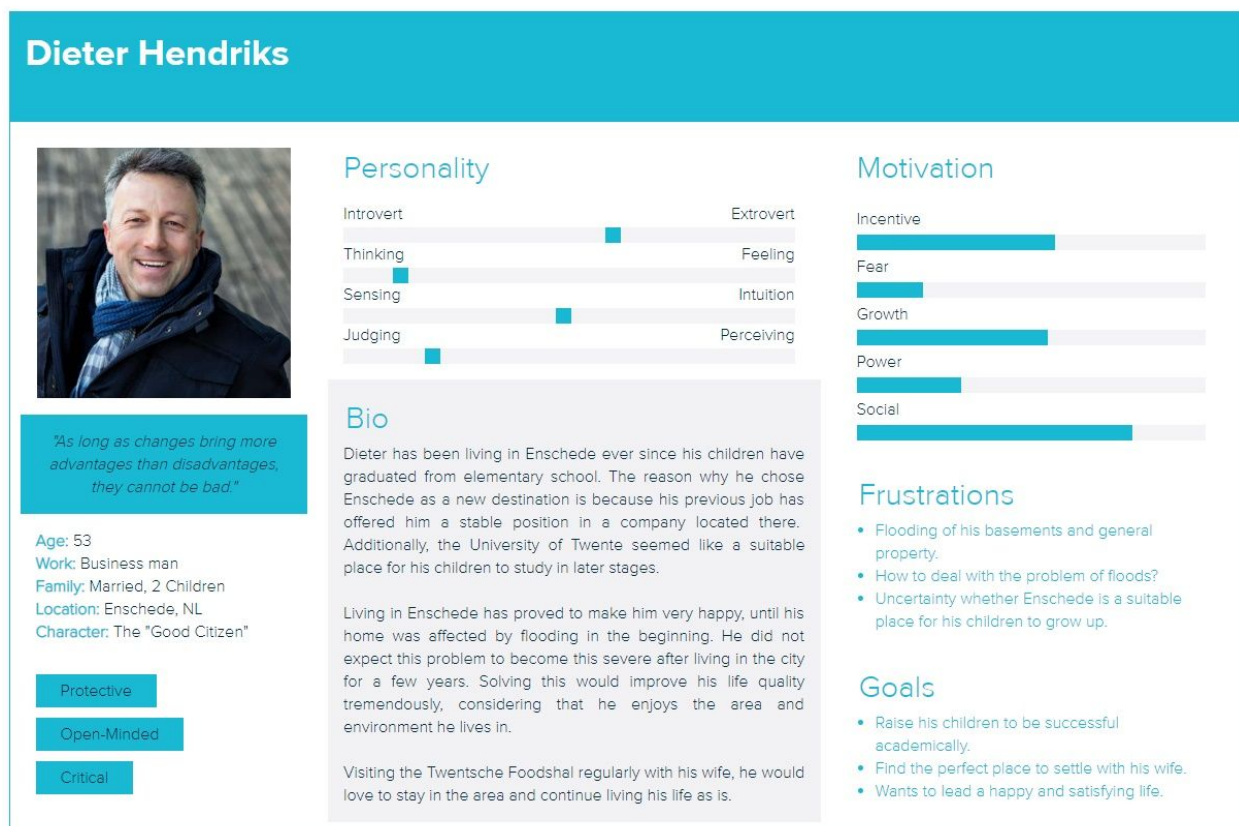 Dieter Hendriks
"As long as changes bring more
advantages than disadvantages,
they cannot be bad."
Age: 53
Work: Business man
Family: Married, 2 Children
Location: Enschede, NL
Character: The "Good Citizen"
Protective
Open-Minded
Critical
Personality
Introvert Extrovert
Thinking Feeling
Sensing Intuition
Judging Perceiving
Bio
Dieter has been living in Enschede ever since his children have
graduated from elementary school. The reason why he chose
Enschede as a new destination is because his previous job has
offered him a stable position in a company located there.
Additionally, the University of Twente seemed like a suitable
place for his children to study in later stages.
Living in Enschede has proved to make him very happy, until his
home was affected by flooding in the beginning. He did not
expect this problem to become this severe after living in the city
for a few years. Solving this would improve his life quality
tremendously, considering that he enjoys the area and
environment he lives in.
Visiting the Twentsche Foodshal regularly with his wife, he would
love to stay in the area and continue living his life as is.
Motivation
Incentive
Fear
Growth
Power
Social
Frustrations
• Flooding of his basements and general
property.
• How to deal with the problem of floods?
• Uncertainty whether Enschede is a suitable
place for his children to grow up.
Goals
• Raise his children to be successful
academically.
• Find the perfect place to settle with his wife.
• Wants to lead a happy and satisfying life.